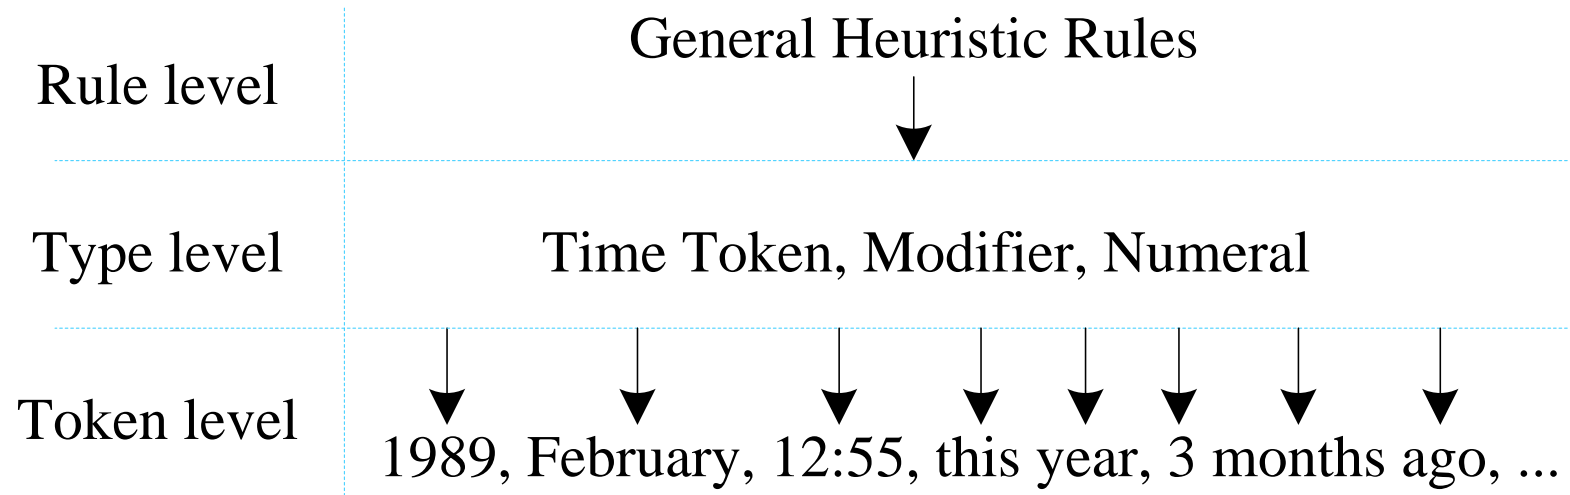 General Heuristic Rules
Rule level
Type level
Time Token, Modifier, Numeral
Token level
1989, February, 12:55, this year, 3 months ago, ...